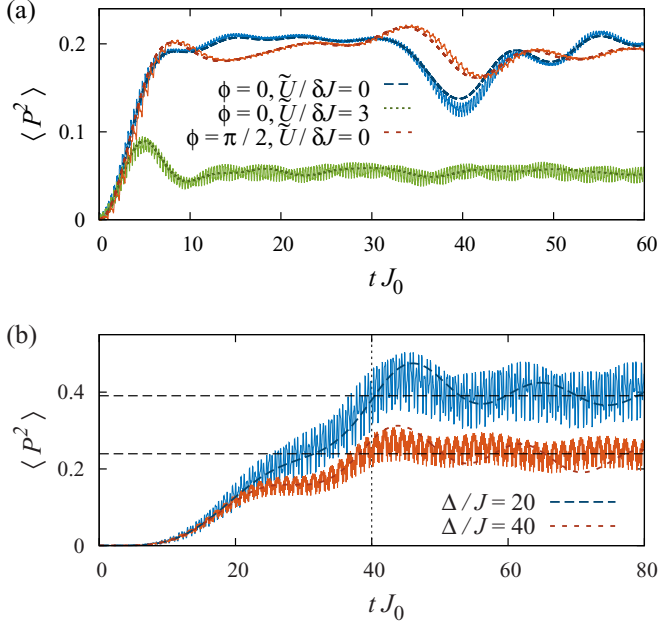 (a)
0.2
0.1
0
⟨ P² ⟩
ϕ = 0, Ũ / δJ = 0
ϕ = 0, Ũ / δJ = 3
ϕ = π / 2, Ũ / δJ = 0
0 10 20 30 40 50 60
t J₀
(b)
0.4
0.2
0
⟨ P² ⟩
Δ / J = 20
Δ / J = 40
0 20 40 60 80
t J₀